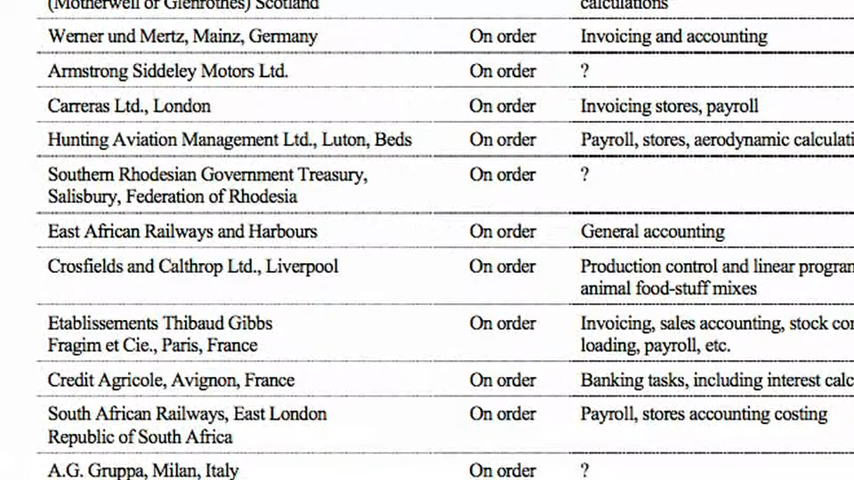 (Motherwell or Glenrothes) Scotland calculations
Werner und Mertz, Mainz, Germany On order Invoicing and accounting
Armstrong Siddeley Motors Ltd. On order ?
Carreras Ltd., London On order Invoicing stores, payroll
Hunting Aviation Management Ltd., Luton, Beds On order Payroll, stores, aerodynamic calculati
Southern Rhodesian Government Treasury, On order ?
Salisbury, Federation of Rhodesia
East African Railways and Harbours On order General accounting
Crosfields and Calthrop Ltd., Liverpool On order Production control and linear program
animal food-stuff mixes
Etablissements Thibaud Gibbs On order Invoicing, sales accounting, stock con
Fragim et Cie., Paris, France loading, payroll, etc.
Credit Agricole, Avignon, France On order Banking tasks, including interest calc
South African Railways, East London On order Payroll, stores accounting costing
Republic of South Africa
A.G. Gruppa, Milan, Italy On order ?